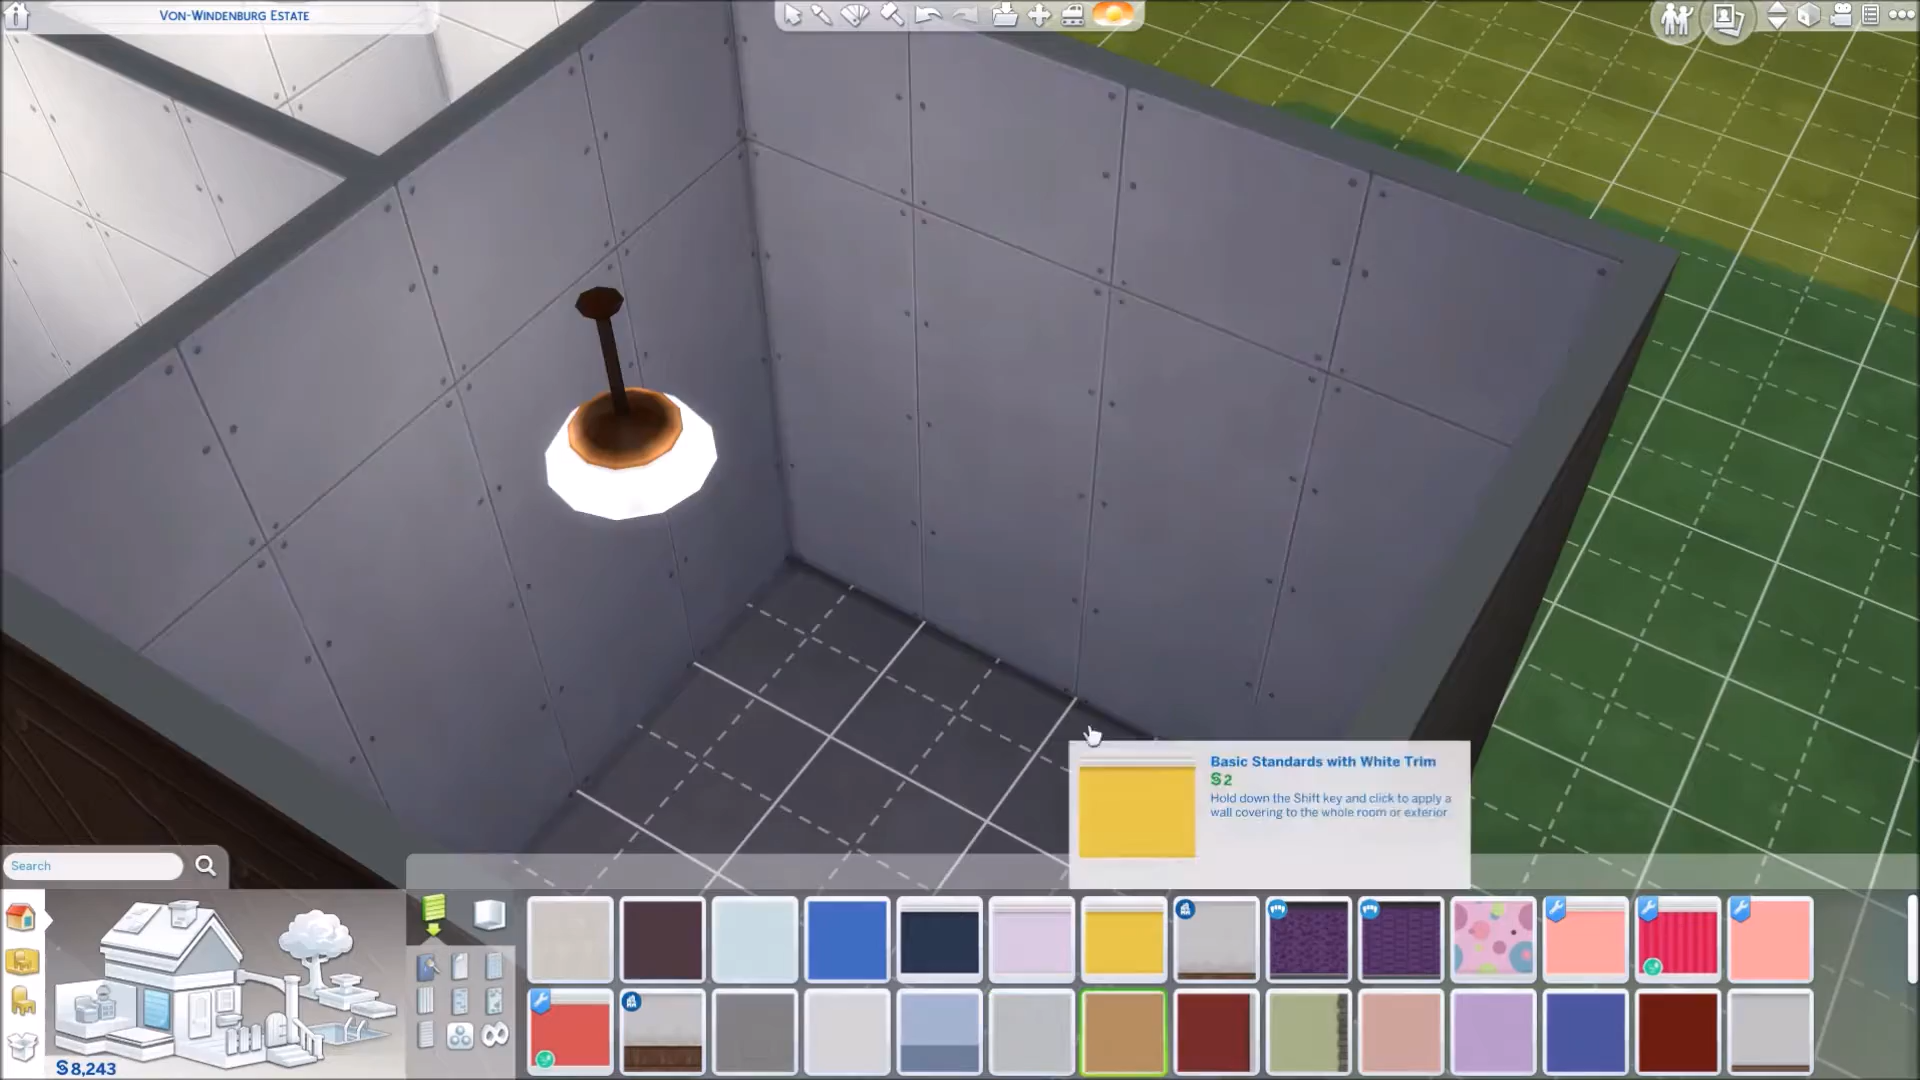 Von-Windenburg Estate
Basic Standards with White Trim
§2
Hold down the Shift key and click to apply a
wall covering to the whole room or exterior
Search
§8,243